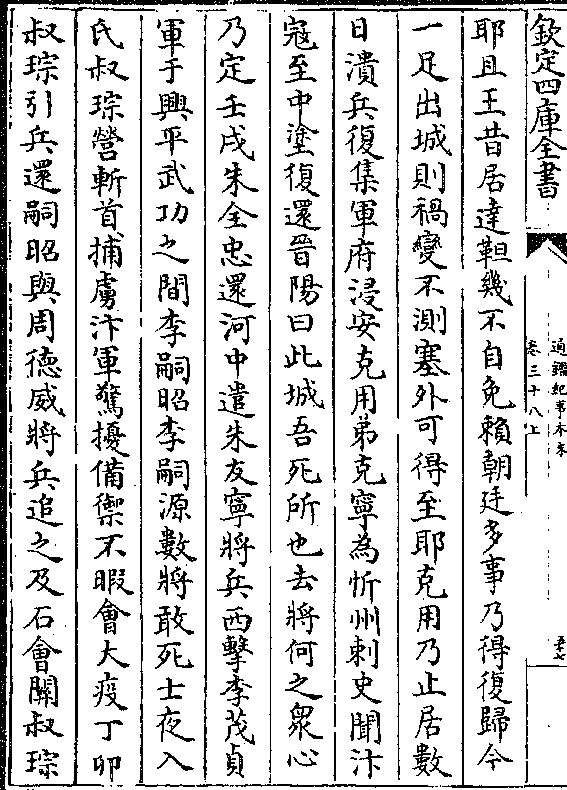 欽定四庫全書
通鑑紀事本末
卷三十八上
耶且王昔居達靼幾不自免賴朝廷多事乃得復歸今
一足出城則禍變不測塞外可得至耶克用乃止居數
日潰兵復集軍府浸安克用弟克寧為忻州刺史聞汴
寇至中塗復還晉陽曰此城吾死所也去將何之衆心
乃定壬戌朱全忠還河中遣朱友寧將兵西擊李茂貞
軍于興平武功之間李嗣昭李嗣源數將敢死士夜入
氏叔琮營斬首捕虜汴軍驚擾備禦不暇會大疫丁卯
叔琮引兵還嗣昭與周德威將兵追之及石會關叔琮